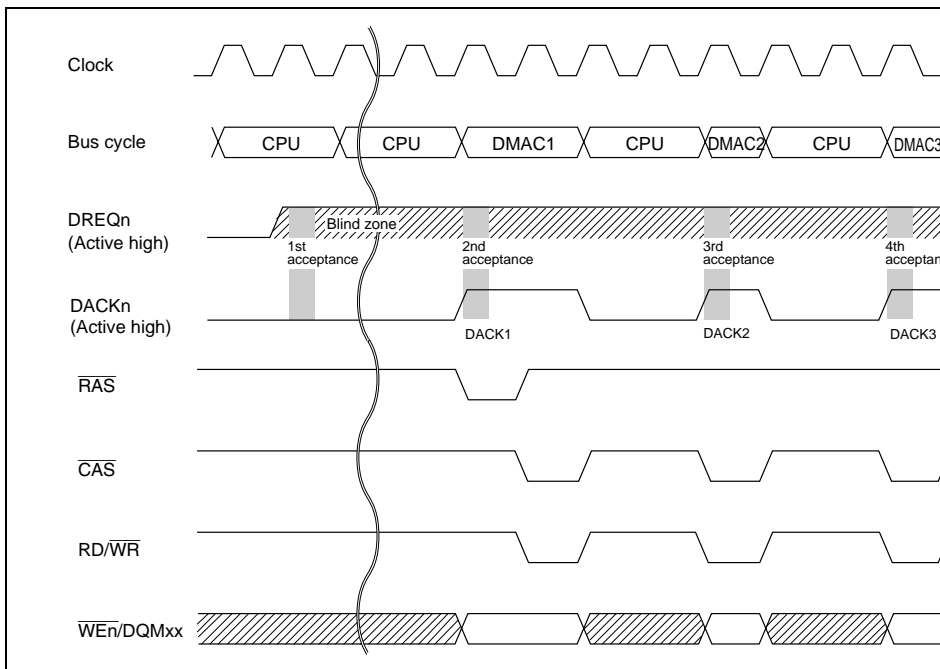 Clock
Bus cycle
CPU CPU DMAC1 CPU DMAC2 CPU DMAC3
DREQn
(Active high)
Blind zone
1st
acceptance
2nd
acceptance
3rd
acceptance
4th
acceptan
DACKn
(Active high)
DACK1 DACK2 DACK3
RAS
CAS
RD/WR
WEn/DQMxx